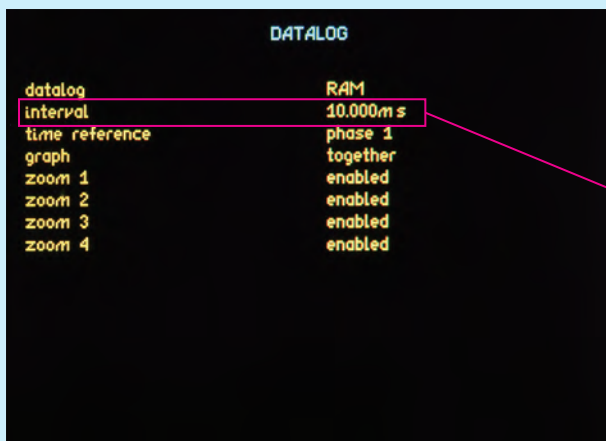 DATALOG
datalog RAM
interval 10.000m s
time reference phase 1
graph together
zoom 1 enabled
zoom 2 enabled
zoom 3 enabled
zoom 4 enabled